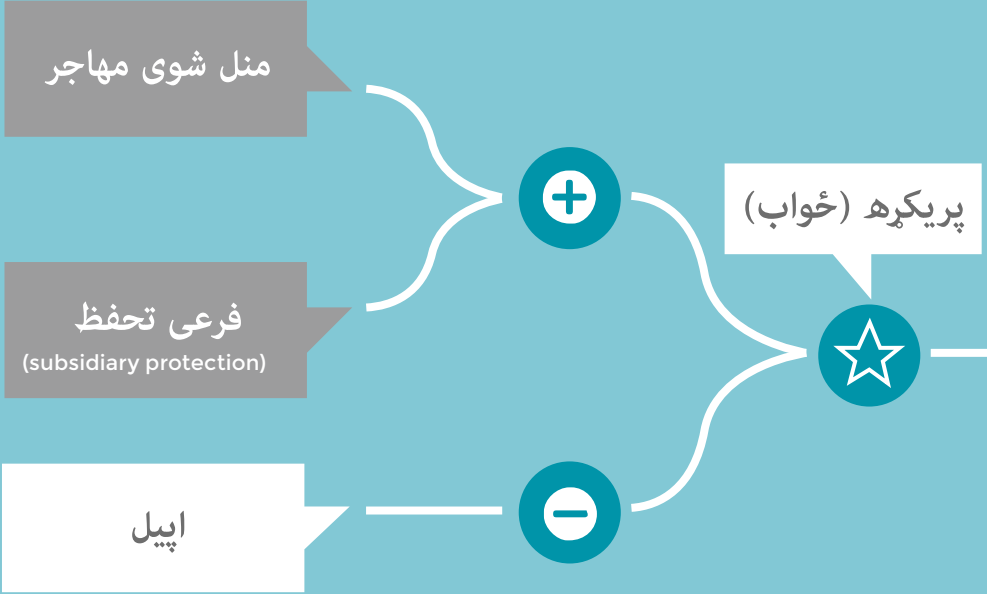 منل شوی مهاجر
پریکړه (ځواب)
فرعی تحفظ
(subsidiary protection)
اپیل